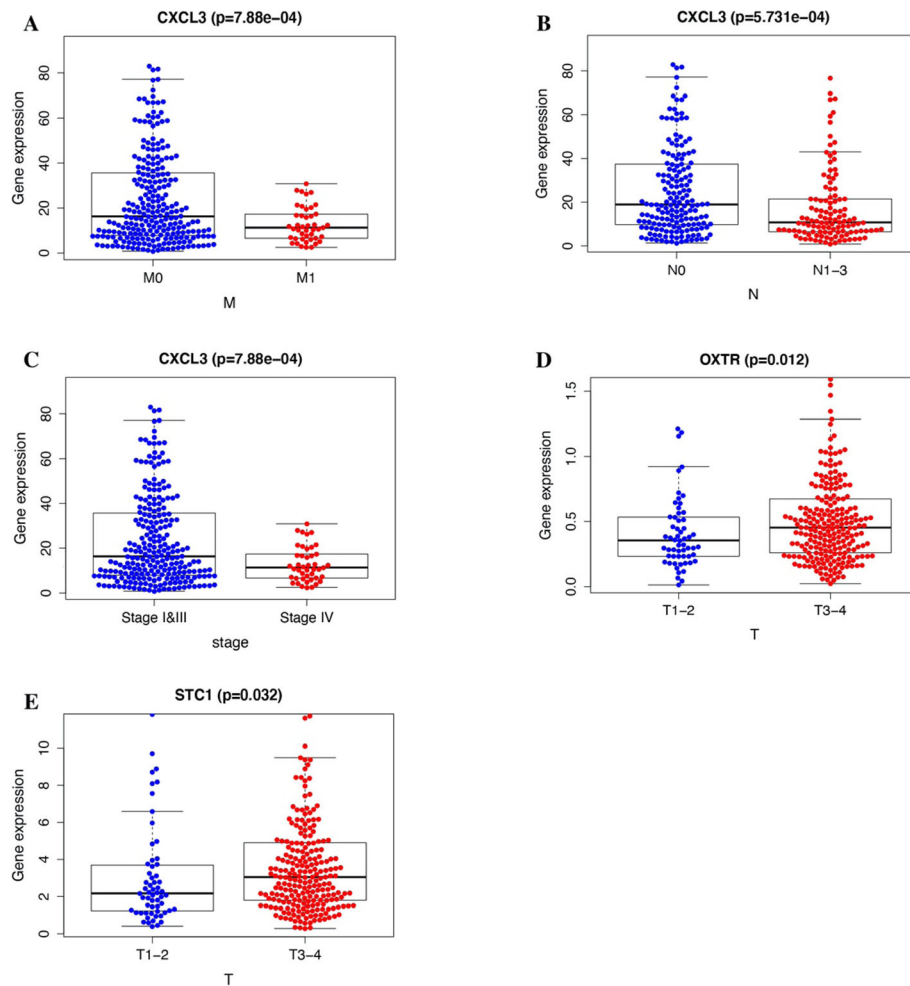 A
CXCL3 (p=7.88e−04)
Gene expression
80
60
40
20
0
M0
M1
M
B
CXCL3 (p=5.731e−04)
Gene expression
80
60
40
20
0
N0
N1−3
N
C
CXCL3 (p=7.88e−04)
Gene expression
80
60
40
20
0
Stage I&III
Stage IV
stage
D
OXTR (p=0.012)
Gene expression
1.5
1.0
0.5
0.0
T1−2
T3−4
T
E
STC1 (p=0.032)
Gene expression
10
8
6
4
2
0
T1−2
T3−4
T